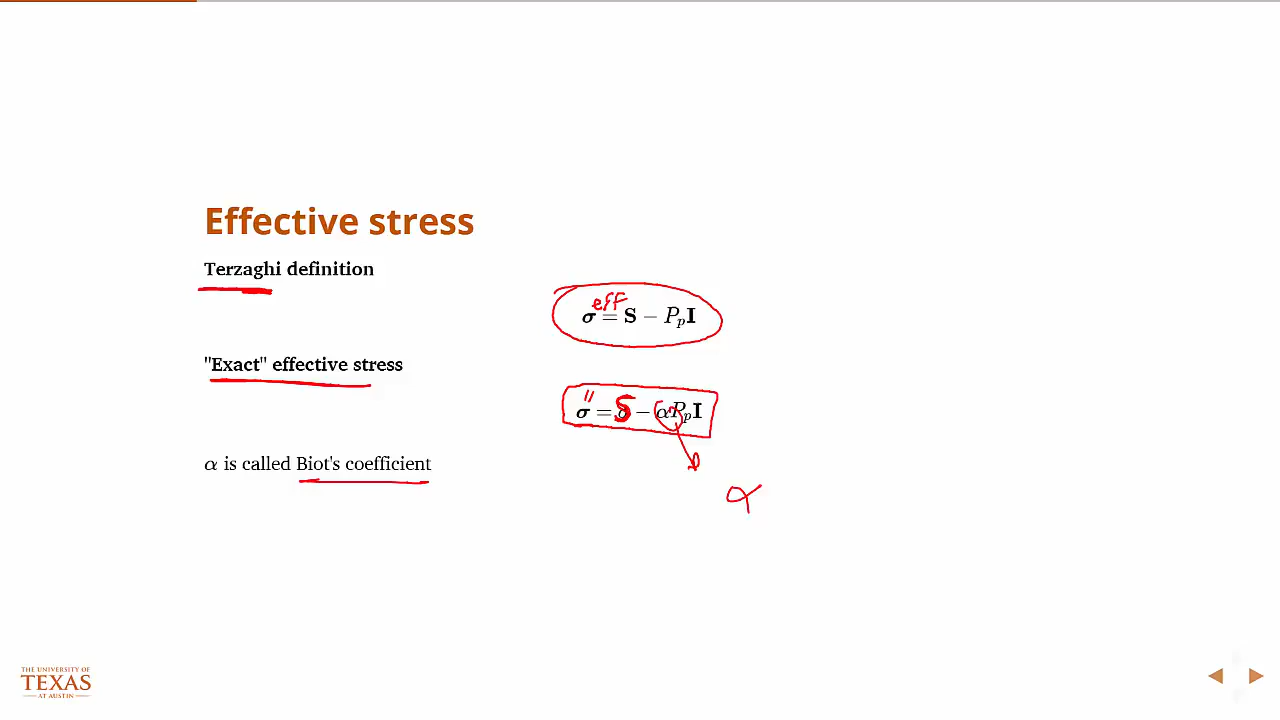 Effective stress
Terzaghi definition
eff
σ = S − PpI
"Exact" effective stress
"
σ = S − αPpI
α is called Biot's coefficient
α
THE UNIVERSITY OF
TEXAS
AT AUSTIN